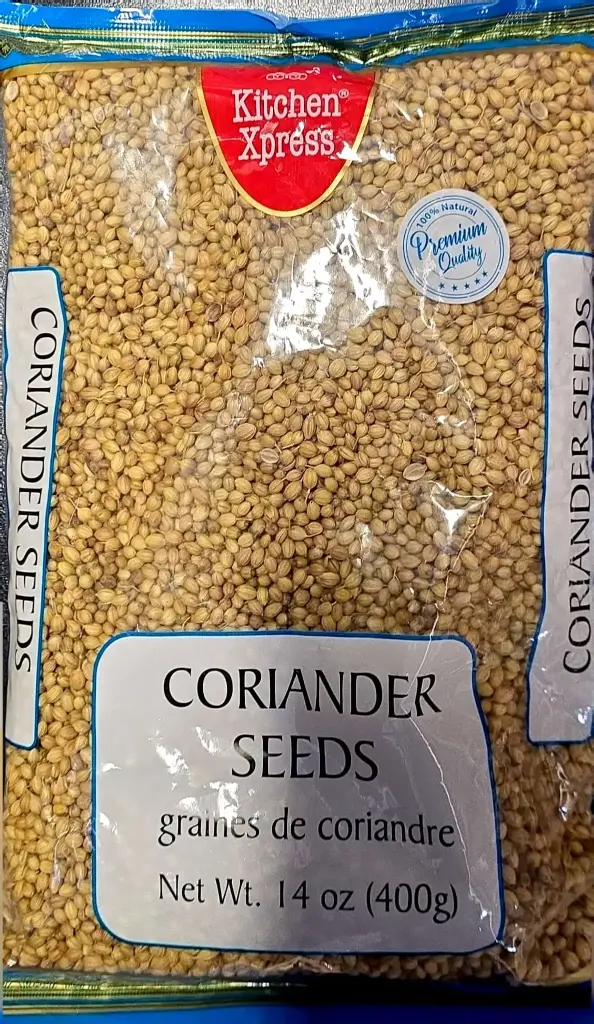 Kitchen®
Xpress
100% Natural
Premium
Quality
CORIANDER SEEDS
CORIANDER SEEDS
CORIANDER
SEEDS
graines de coriandre
Net Wt. 14 oz (400g)